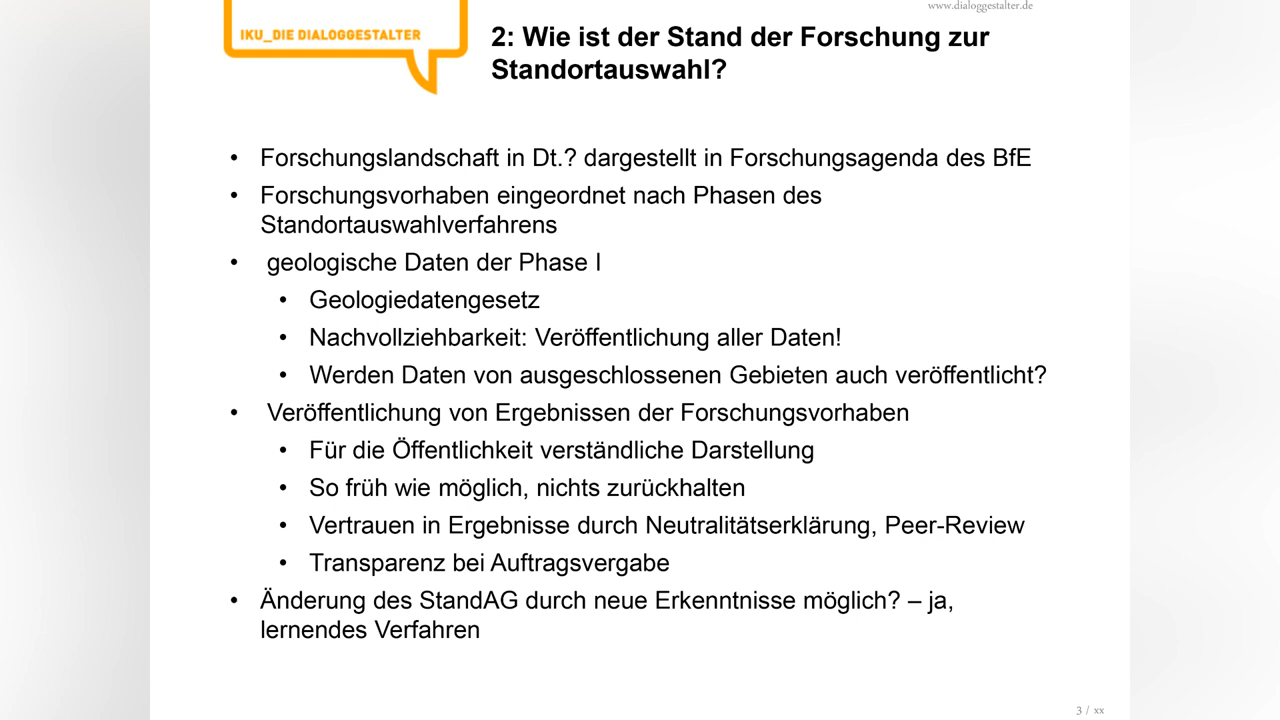 www.dialoggestalter.de
IKU_DIE DIALOGGESTALTER
2: Wie ist der Stand der Forschung zur
Standortauswahl?
• Forschungslandschaft in Dt.? dargestellt in Forschungsagenda des BfE
• Forschungsvorhaben eingeordnet nach Phasen des
Standortauswahlverfahrens
• geologische Daten der Phase I
• Geologiedatengesetz
• Nachvollziehbarkeit: Veröffentlichung aller Daten!
• Werden Daten von ausgeschlossenen Gebieten auch veröffentlicht?
• Veröffentlichung von Ergebnissen der Forschungsvorhaben
• Für die Öffentlichkeit verständliche Darstellung
• So früh wie möglich, nichts zurückhalten
• Vertrauen in Ergebnisse durch Neutralitätserklärung, Peer-Review
• Transparenz bei Auftragsvergabe
• Änderung des StandAG durch neue Erkenntnisse möglich? – ja,
lernendes Verfahren
3 / xx